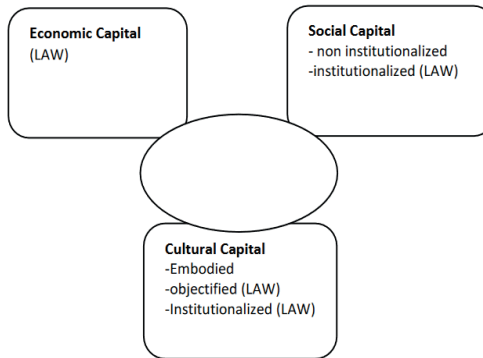 Economic Capital
(LAW)
Social Capital
- non institutionalized
-institutionalized (LAW)
Cultural Capital
-Embodied
-objectified (LAW)
-Institutionalized (LAW)